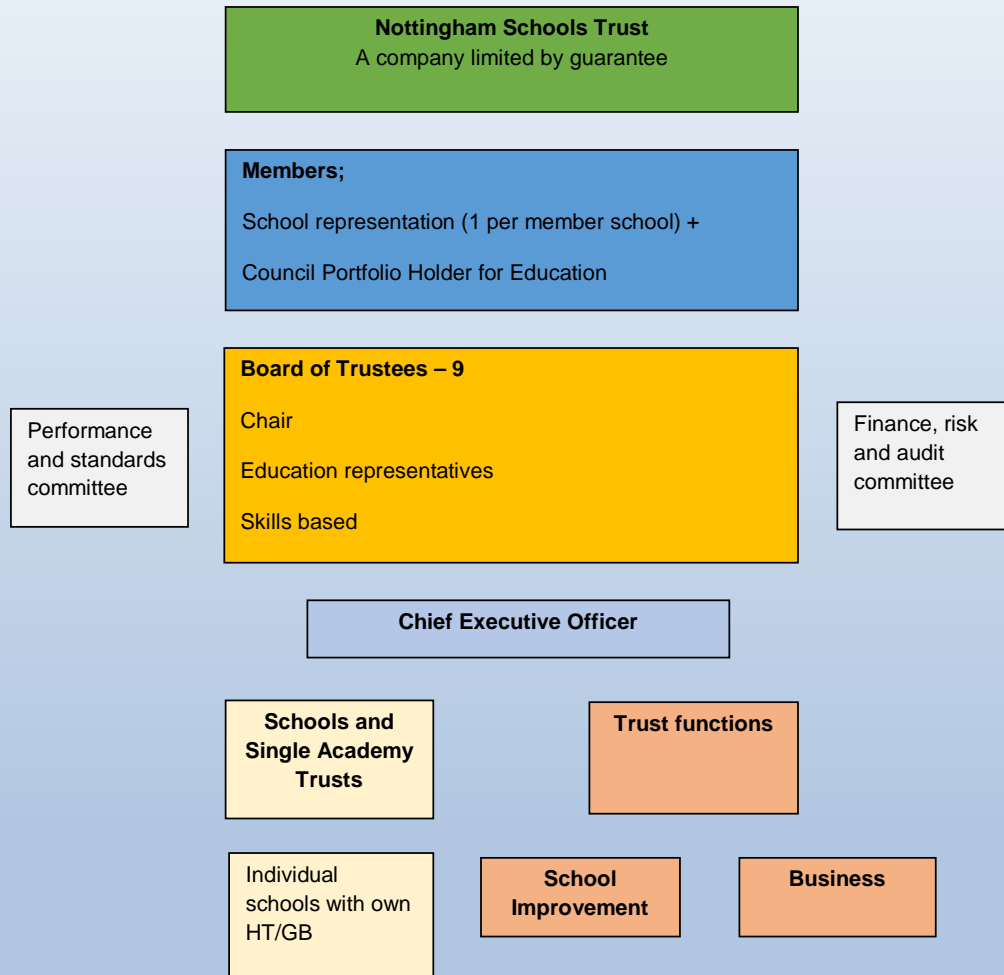 Nottingham Schools Trust
A company limited by guarantee
Members;
School representation (1 per member school) +
Council Portfolio Holder for Education
Board of Trustees – 9
Chair
Education representatives
Skills based
Performance
and standards
committee
Finance, risk
and audit
committee
Chief Executive Officer
Schools and
Single Academy
Trusts
Trust functions
Individual
schools with own
HT/GB
School
Improvement
Business